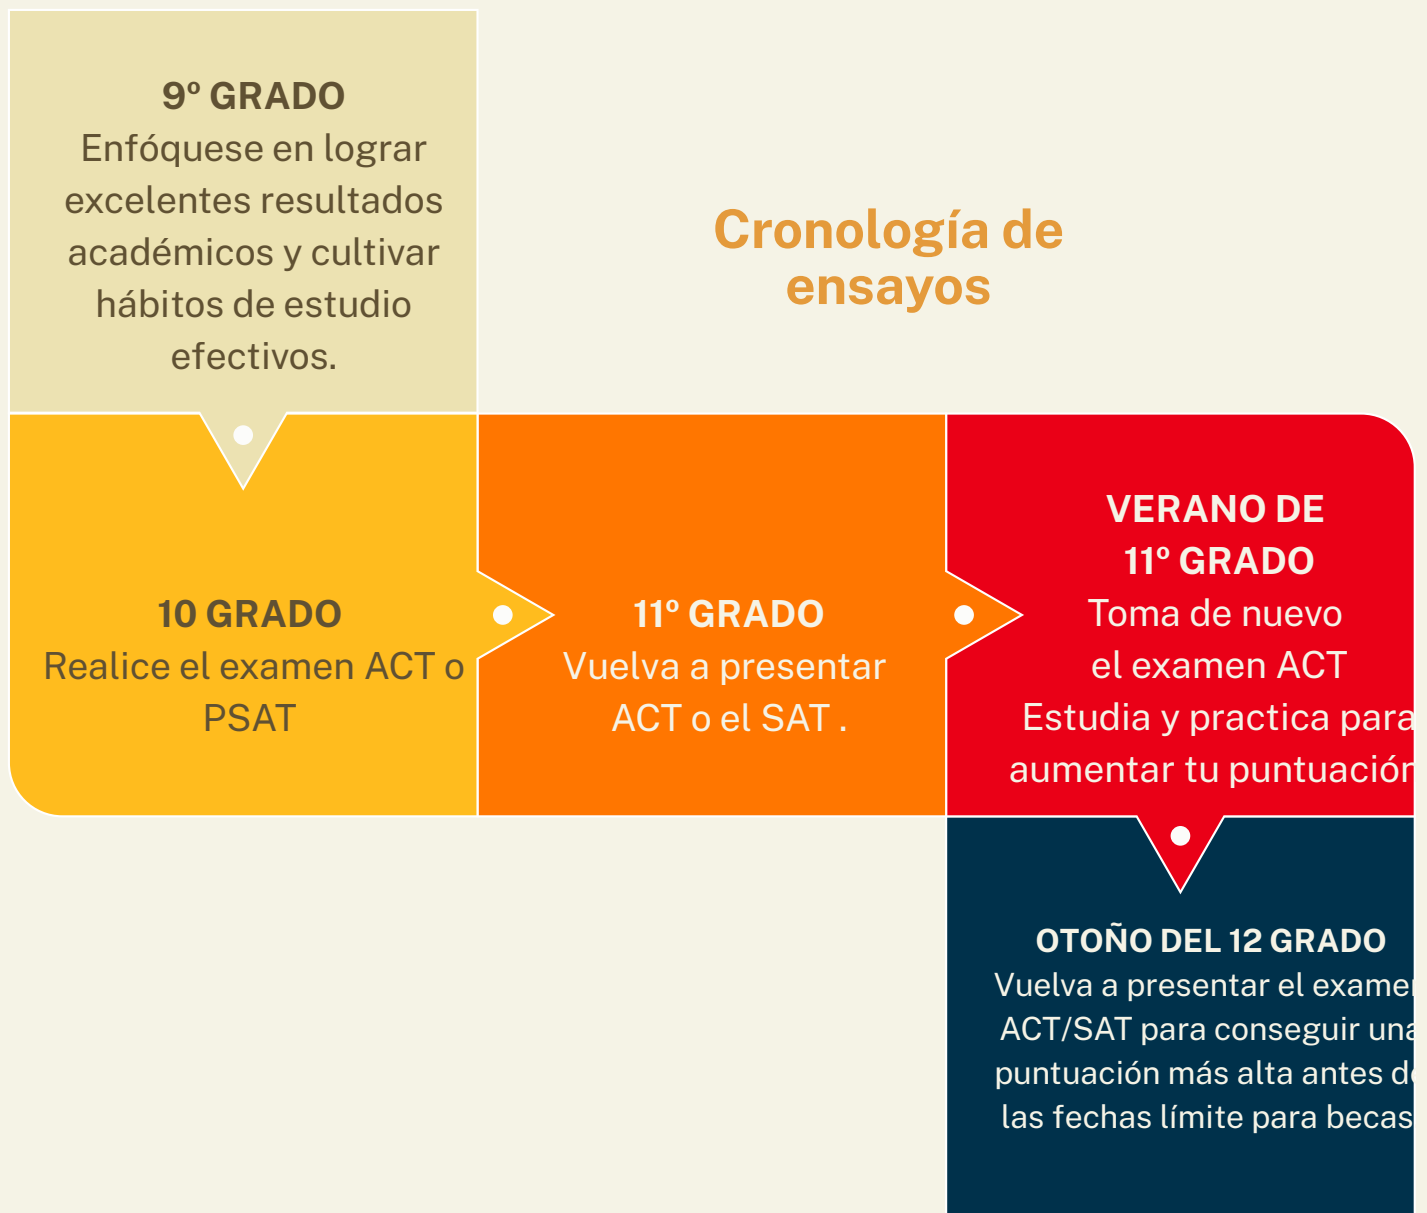 9º GRADO
Enfóquese en lograr
excelentes resultados
académicos y cultivar
hábitos de estudio
efectivos.
Cronología de
ensayos
10 GRADO
Realice el examen ACT o
PSAT
11º GRADO
Vuelva a presentar
ACT o el SAT .
VERANO DE
11º GRADO
Toma de nuevo
el examen ACT
Estudia y practica para
aumentar tu puntuación
OTOÑO DEL 12 GRADO
Vuelva a presentar el examen
ACT/SAT para conseguir una
puntuación más alta antes de
las fechas límite para becas